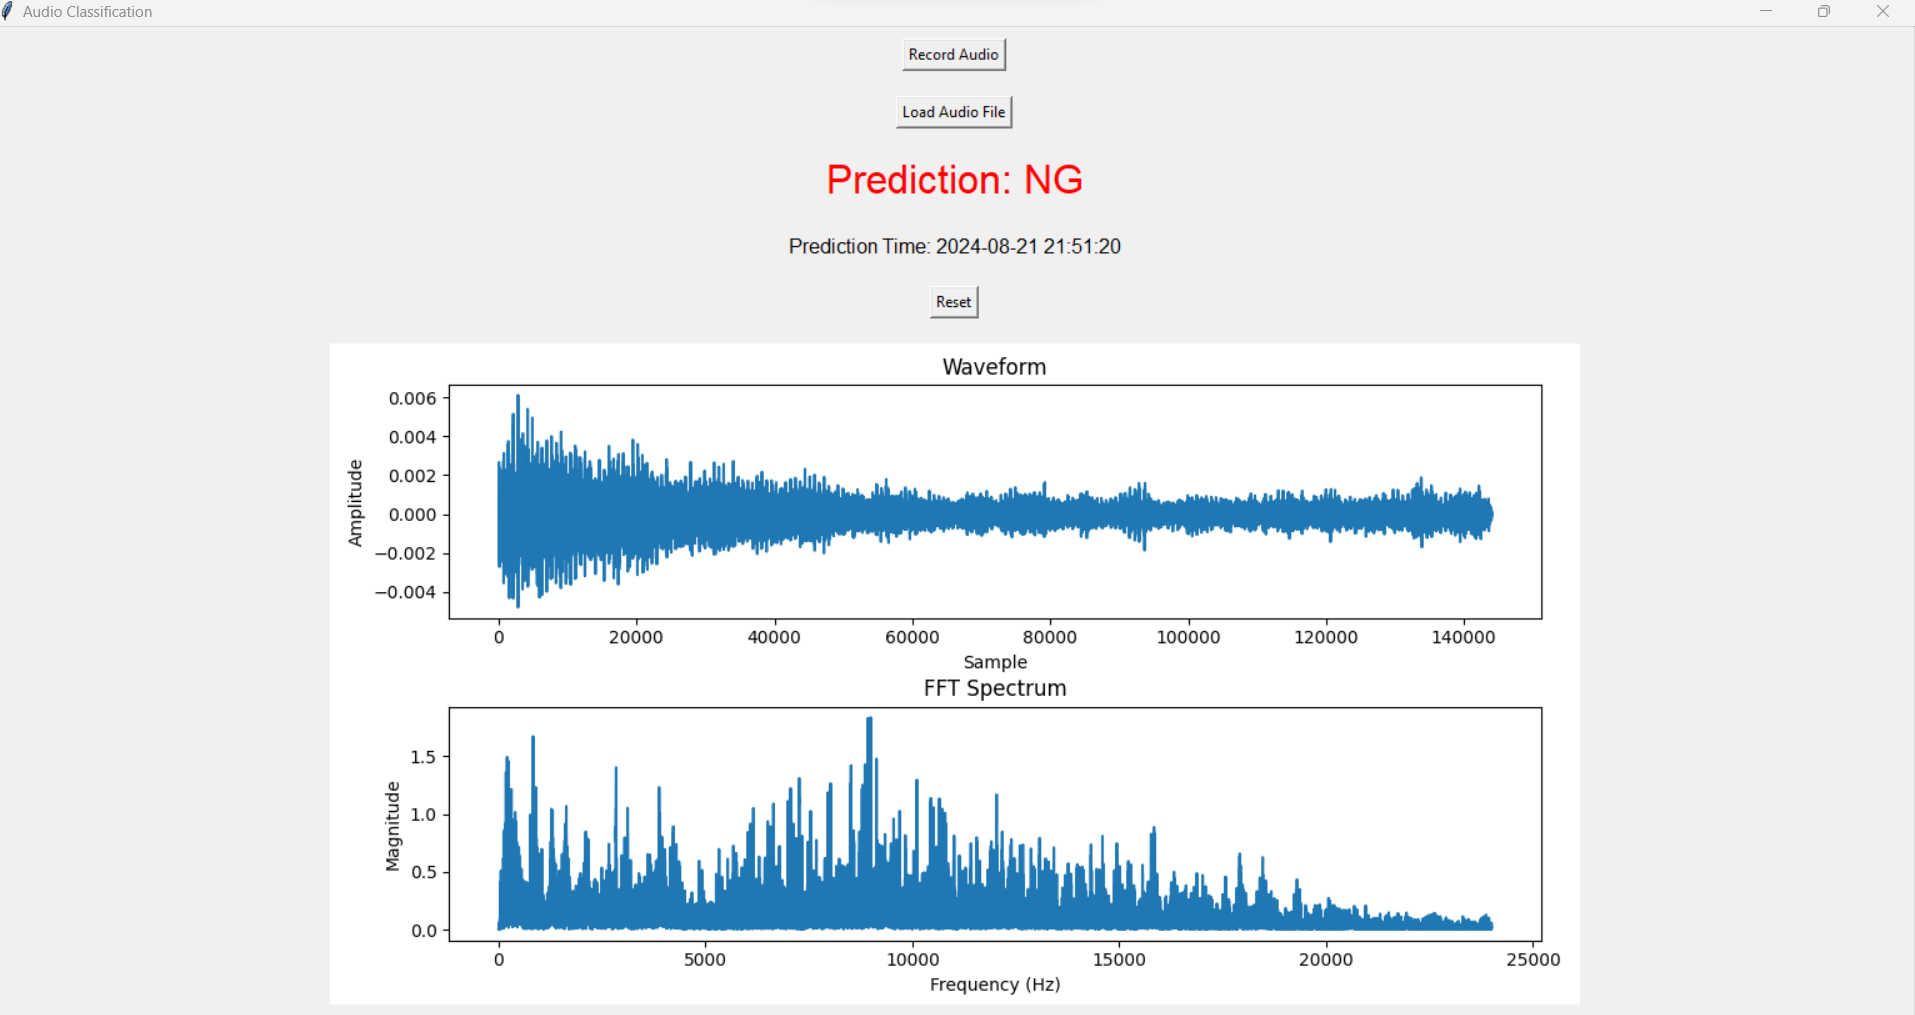 Audio Classification
Record Audio
Load Audio File
Prediction: NG
Prediction Time: 2024-08-21 21:51:20
Reset
Waveform
0.006
0.004
0.002
0.000
−0.002
−0.004
Amplitude
0 20000 40000 60000 80000 100000 120000 140000
Sample
FFT Spectrum
1.5
1.0
0.5
0.0
Magnitude
0 5000 10000 15000 20000 25000
Frequency (Hz)